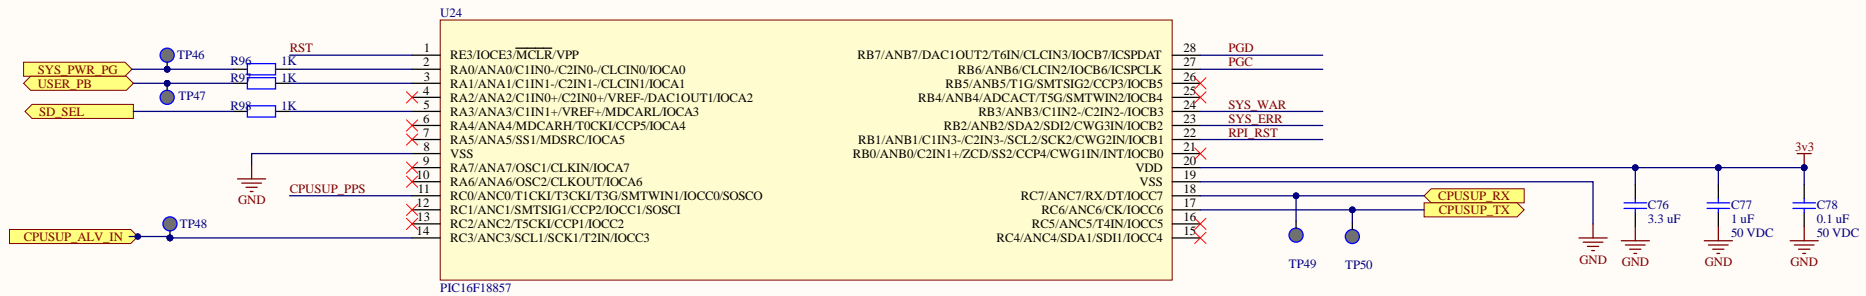 U24
RST 1 RE3/IOCE3/MCLR/VPP
TP46
SYS_PWR_PG R96 1K 2 RA0/ANA0/C1IN0-/C2IN0-/CLCIN0/IOCA0
USER_PB R97 1K 3 RA1/ANA1/C1IN1-/C2IN1-/CLCIN1/IOCA1
TP47
4 RA2/ANA2/C1IN0+/C2IN0+/VREF-/DAC1OUT1/IOCA2
SD_SEL R98 1K 5 RA3/ANA3/C1IN1+/VREF+/MDCARL/IOCA3
6 RA4/ANA4/MDCARH/T0CKI/CCP5/IOCA4
7 RA5/ANA5/SS1/MDSRC/IOCA5
8 VSS
GND
9 RA7/ANA7/OSC1/CLKIN/IOCA7
10 RA6/ANA6/OSC2/CLKOUT/IOCA6
CPUSUP_PPS 11 RC0/ANC0/T1CKI/T3CKI/T3G/SMTWIN1/IOCC0/SOSCO
12 RC1/ANC1/SMTSIG1/CCP2/IOCC1/SOSCI
13 RC2/ANC2/T5CKI/CCP1/IOCC2
TP48
CPUSUP_ALV_IN 14 RC3/ANC3/SCL1/SCK1/T2IN/IOCC3
RB7/ANB7/DAC1OUT2/T6IN/CLCIN3/IOCB7/ICSPDAT 28 PGD
RB6/ANB6/CLCIN2/IOCB6/ICSPCLK 27 PGC
RB5/ANB5/T1G/SMTSIG2/CCP3/IOCB5 26
RB4/ANB4/ADCACT/T5G/SMTWIN2/IOCB4 25
RB3/ANB3/C1IN2-/C2IN2-/IOCB3 24 SYS_WAR
RB2/ANB2/SDA2/SDI2/CWG3IN/IOCB2 23 SYS_ERR
RB1/ANB1/C1IN3-/C2IN3-/SCL2/SCK2/CWG2IN/IOCB1 22 RPI_RST
RB0/ANB0/C2IN1+/ZCD/SS2/CCP4/CWG1IN/INT/IOCB0 21
VDD 20
3v3
VSS 19
RC7/ANC7/RX/DT/IOCC7 18 CPUSUP_RX
RC6/ANC6/CK/IOCC6 17 CPUSUP_TX
RC5/ANC5/T4IN/IOCC5 16
RC4/ANC4/SDA1/SDI1/IOCC4 15
TP49
TP50
GND
C76
3.3 uF
GND
C77
1 uF
50 VDC
GND
C78
0.1 uF
50 VDC
GND
PIC16F18857